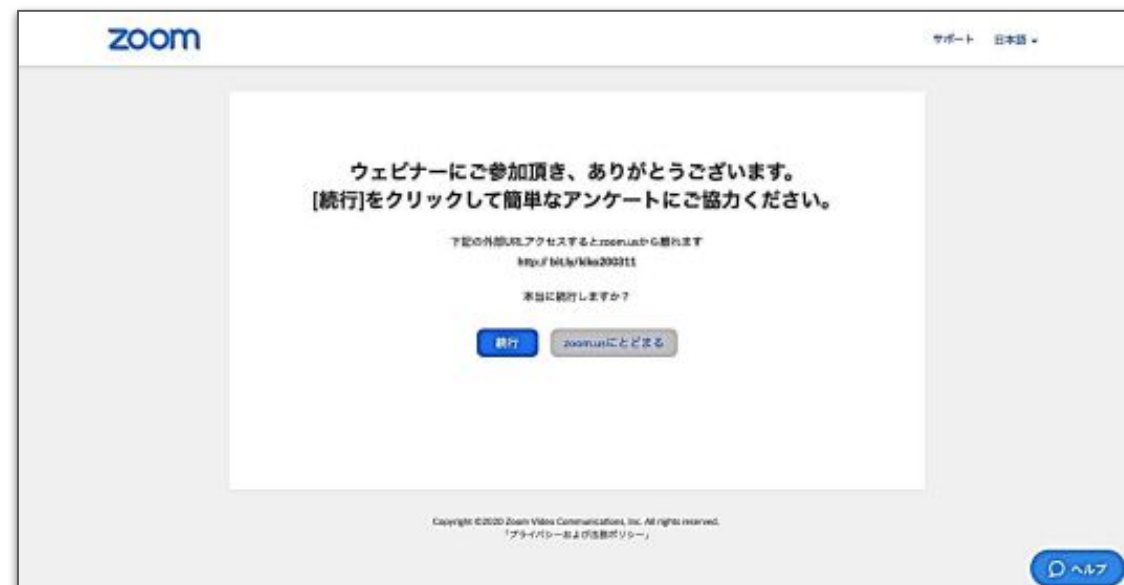 zoom
サポート 日本語
ウェビナーにご参加頂き、ありがとうございます。
[続行]をクリックして簡単なアンケートにご協力ください。
下記の外部URLアクセスするとzoom.usから離れます
http://bit.ly/kiko200311
本当に続行しますか？
続行 zoom.usにとどまる
Copyright ©2020 Zoom Video Communications, Inc. All rights reserved.
「プライバシーおよび法務ポリシー」
ヘルプ